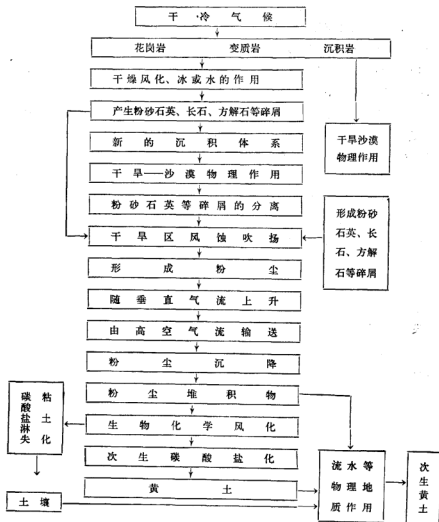 干冷气候
花岗岩 变质岩 沉积岩
干燥风化、冰或水的作用
产生粉砂石英、长石、方解石等碎屑
新的沉积体系
干旱——沙漠物理作用
粉砂石英等碎屑的分离
干旱区风蚀吹扬
形成粉尘
随垂直气流上升
由高空气流输送
粉尘沉降
粉尘堆积物
生物化学风化
次生碳酸盐化
黄土
干旱沙漠
物理作用
形成粉砂
石英、长
石、方解
石等碎屑
碳酸盐淋失
粘土化
土壤
流水等
物理地
质作用
次生黄土